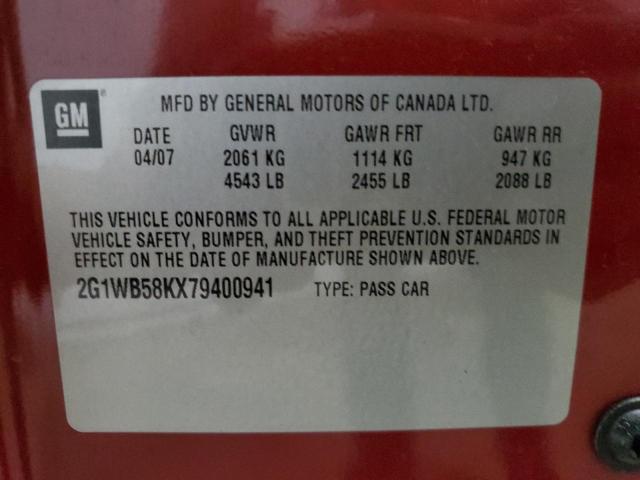 GM ®
MFD BY GENERAL MOTORS OF CANADA LTD.
DATE GVWR GAWR FRT GAWR RR
04/07 2061 KG 1114 KG 947 KG
4543 LB 2455 LB 2088 LB
THIS VEHICLE CONFORMS TO ALL APPLICABLE U.S. FEDERAL MOTOR
VEHICLE SAFETY, BUMPER, AND THEFT PREVENTION STANDARDS IN
EFFECT ON THE DATE OF MANUFACTURE SHOWN ABOVE.
2G1WB58KX79400941 TYPE: PASS CAR